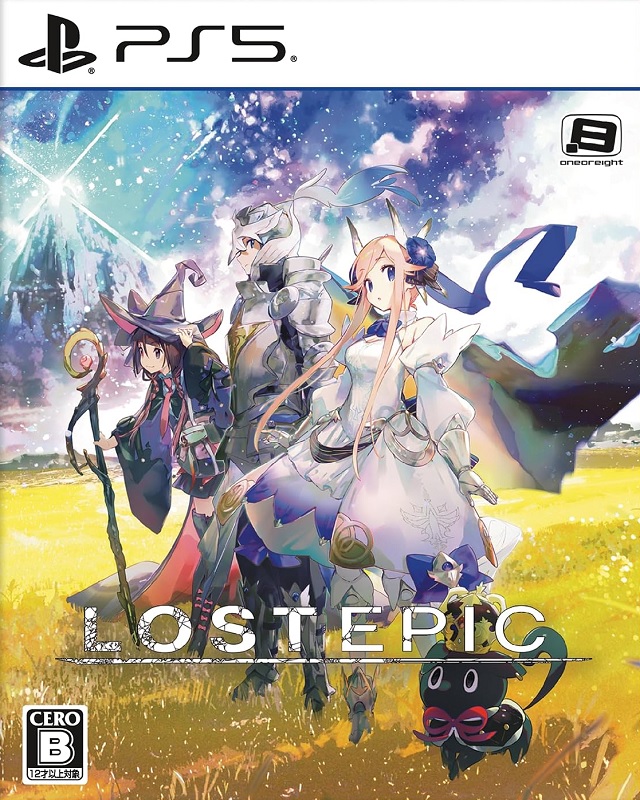 PS5
oneoreight
LOST EPIC
CERO
B
12才以上対象